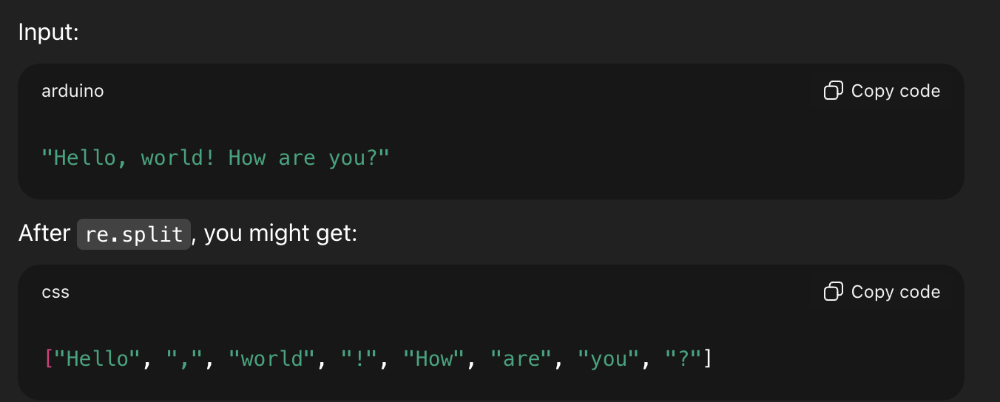 Input:
arduino Copy code
"Hello, world! How are you?"
After re.split, you might get:
css Copy code
["Hello", ",", "world", "!", "How", "are", "you", "?"]